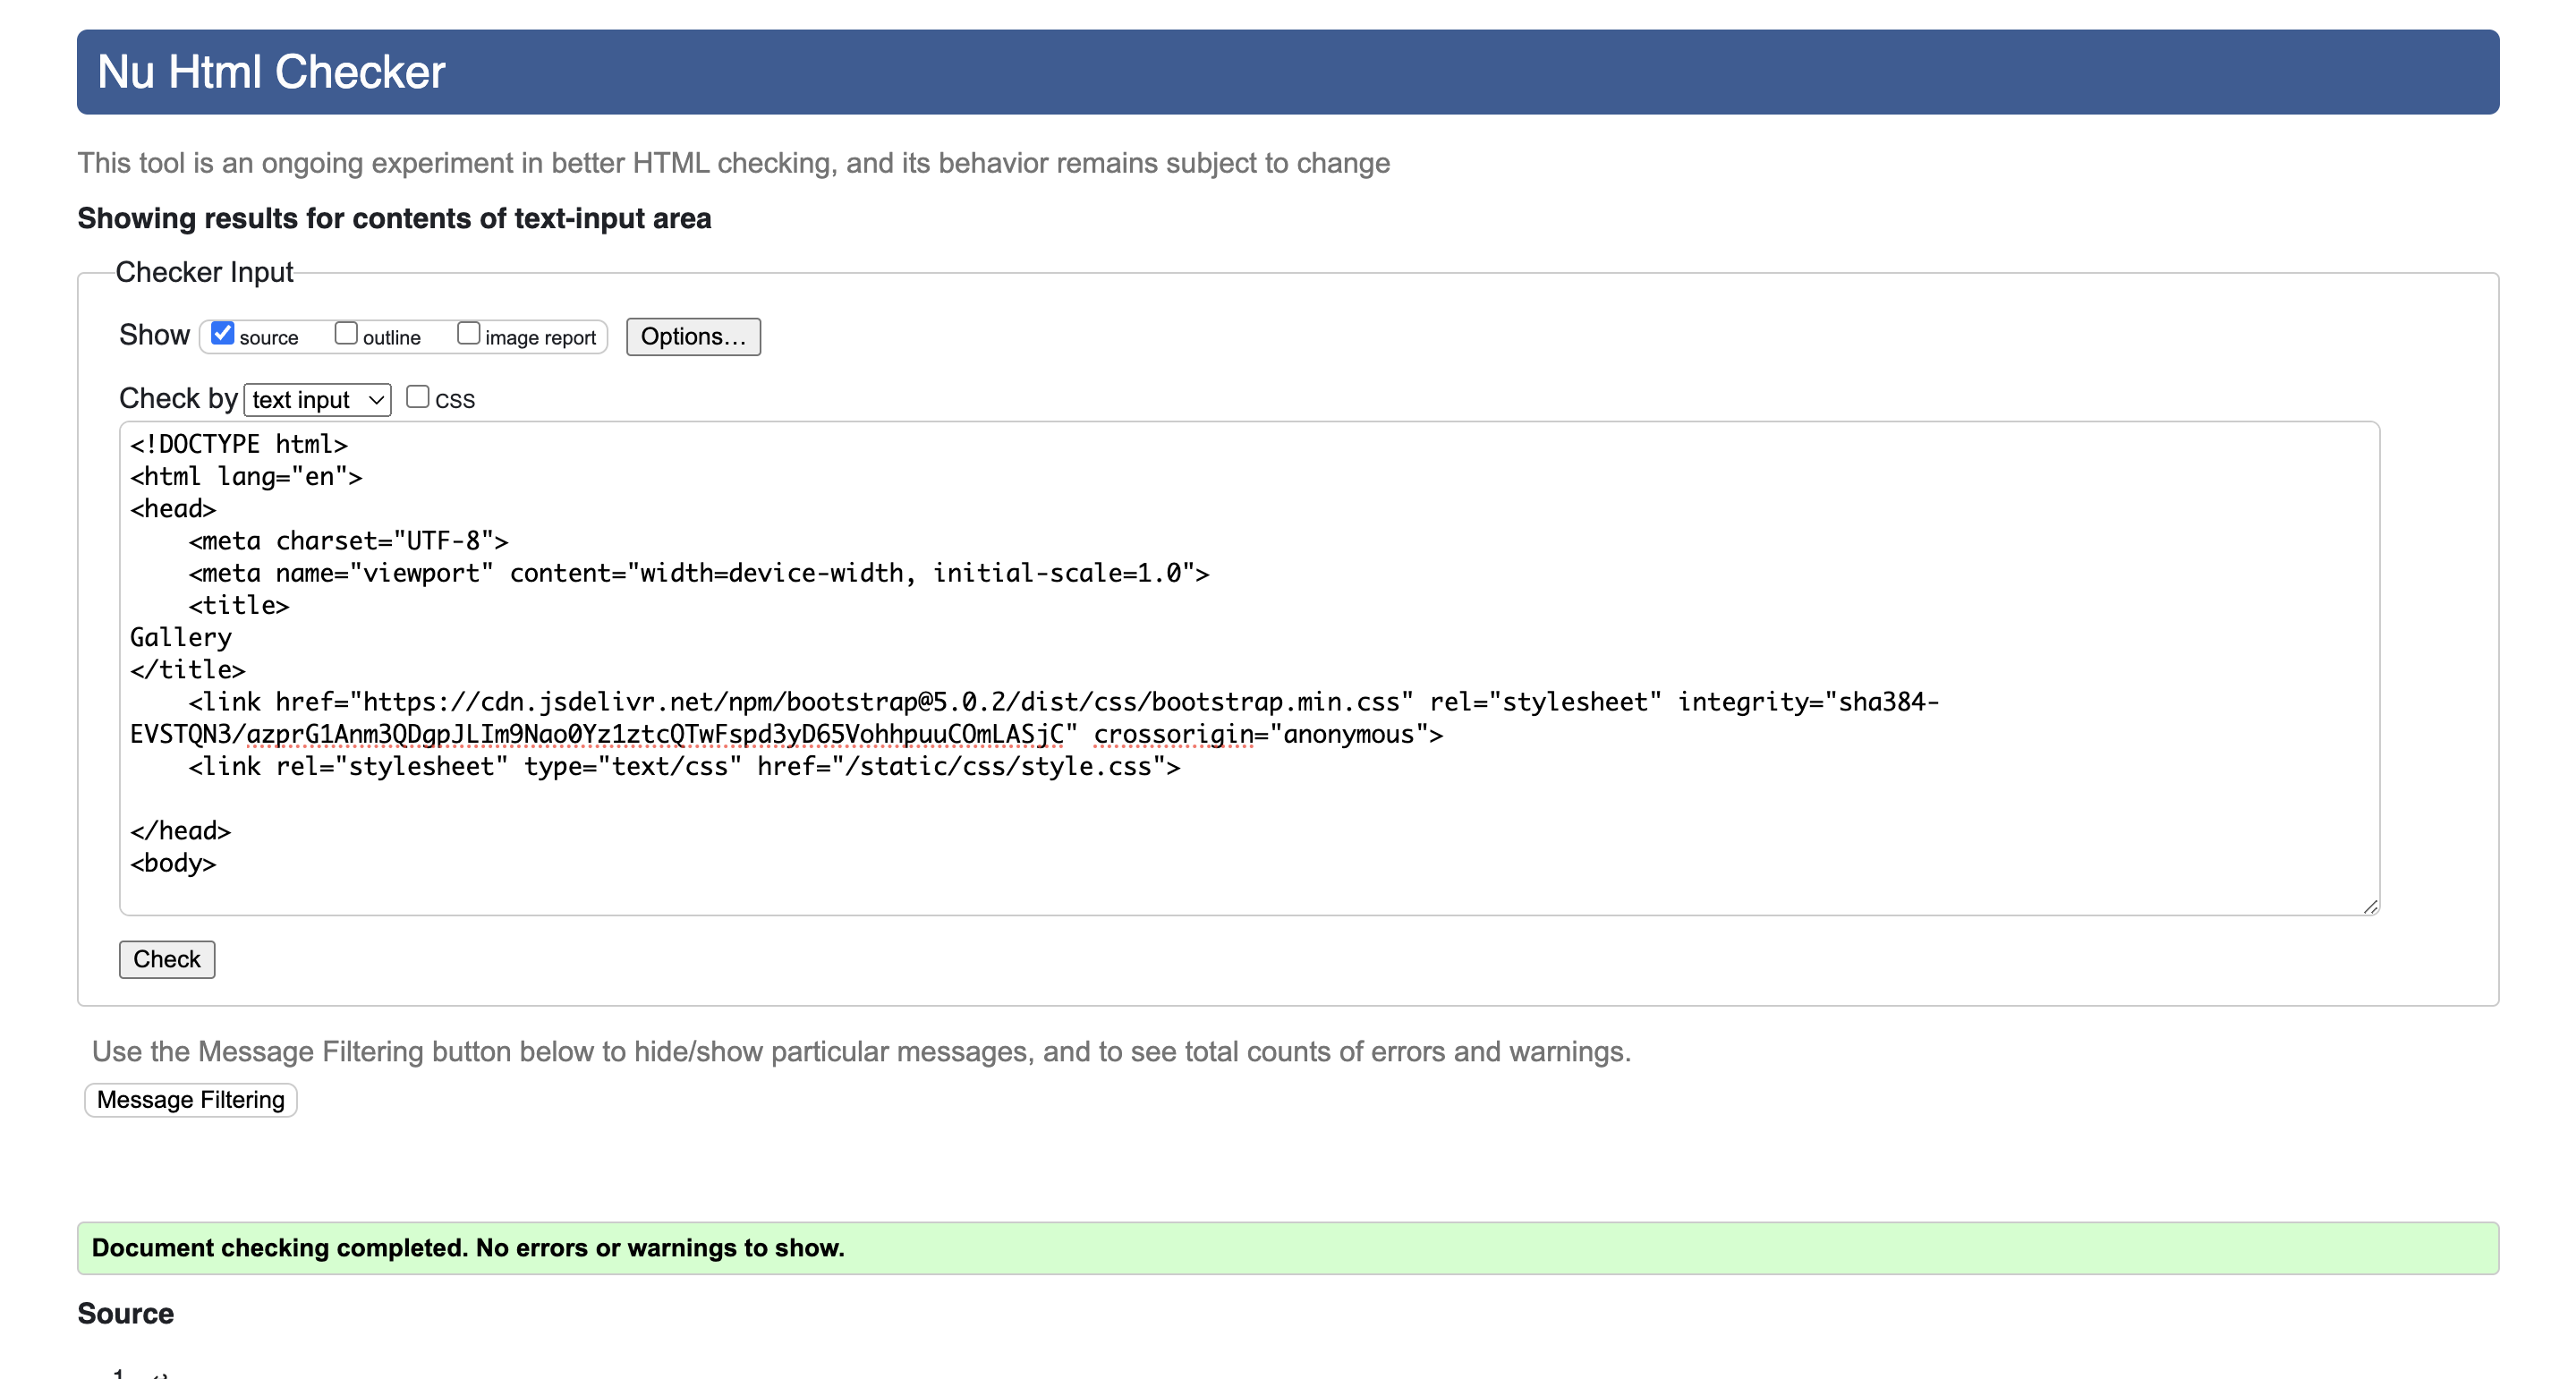 Nu Html Checker
This tool is an ongoing experiment in better HTML checking, and its behavior remains subject to change
Showing results for contents of text-input area
Checker Input
Show source outline image report Options...
Check by text input CSS
<!DOCTYPE html>
<html lang="en">
<head>
    <meta charset="UTF-8">
    <meta name="viewport" content="width=device-width, initial-scale=1.0">
    <title>
Gallery
</title>
    <link href="https://cdn.jsdelivr.net/npm/bootstrap@5.0.2/dist/css/bootstrap.min.css" rel="stylesheet" integrity="sha384-
EVSTQN3/azprG1Anm3QDgpJLIm9Nao0Yz1ztcQTwFspd3yD65VohhpuuCOmLASjC" crossorigin="anonymous">
    <link rel="stylesheet" type="text/css" href="/static/css/style.css">
</head>
<body>
Check
Use the Message Filtering button below to hide/show particular messages, and to see total counts of errors and warnings.
Message Filtering
Document checking completed. No errors or warnings to show.
Source